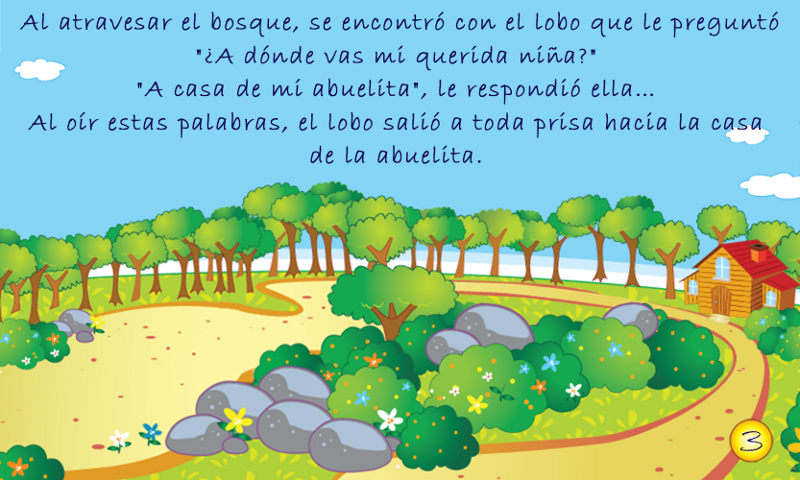 Al atravesar el bosque, se encontró con el lobo que le preguntó
"¿A dónde vas mi querida niña?"
"A casa de mi abuelita", le respondió ella...
Al oír estas palabras, el lobo salió a toda prisa hacia la casa
de la abuelita.
3